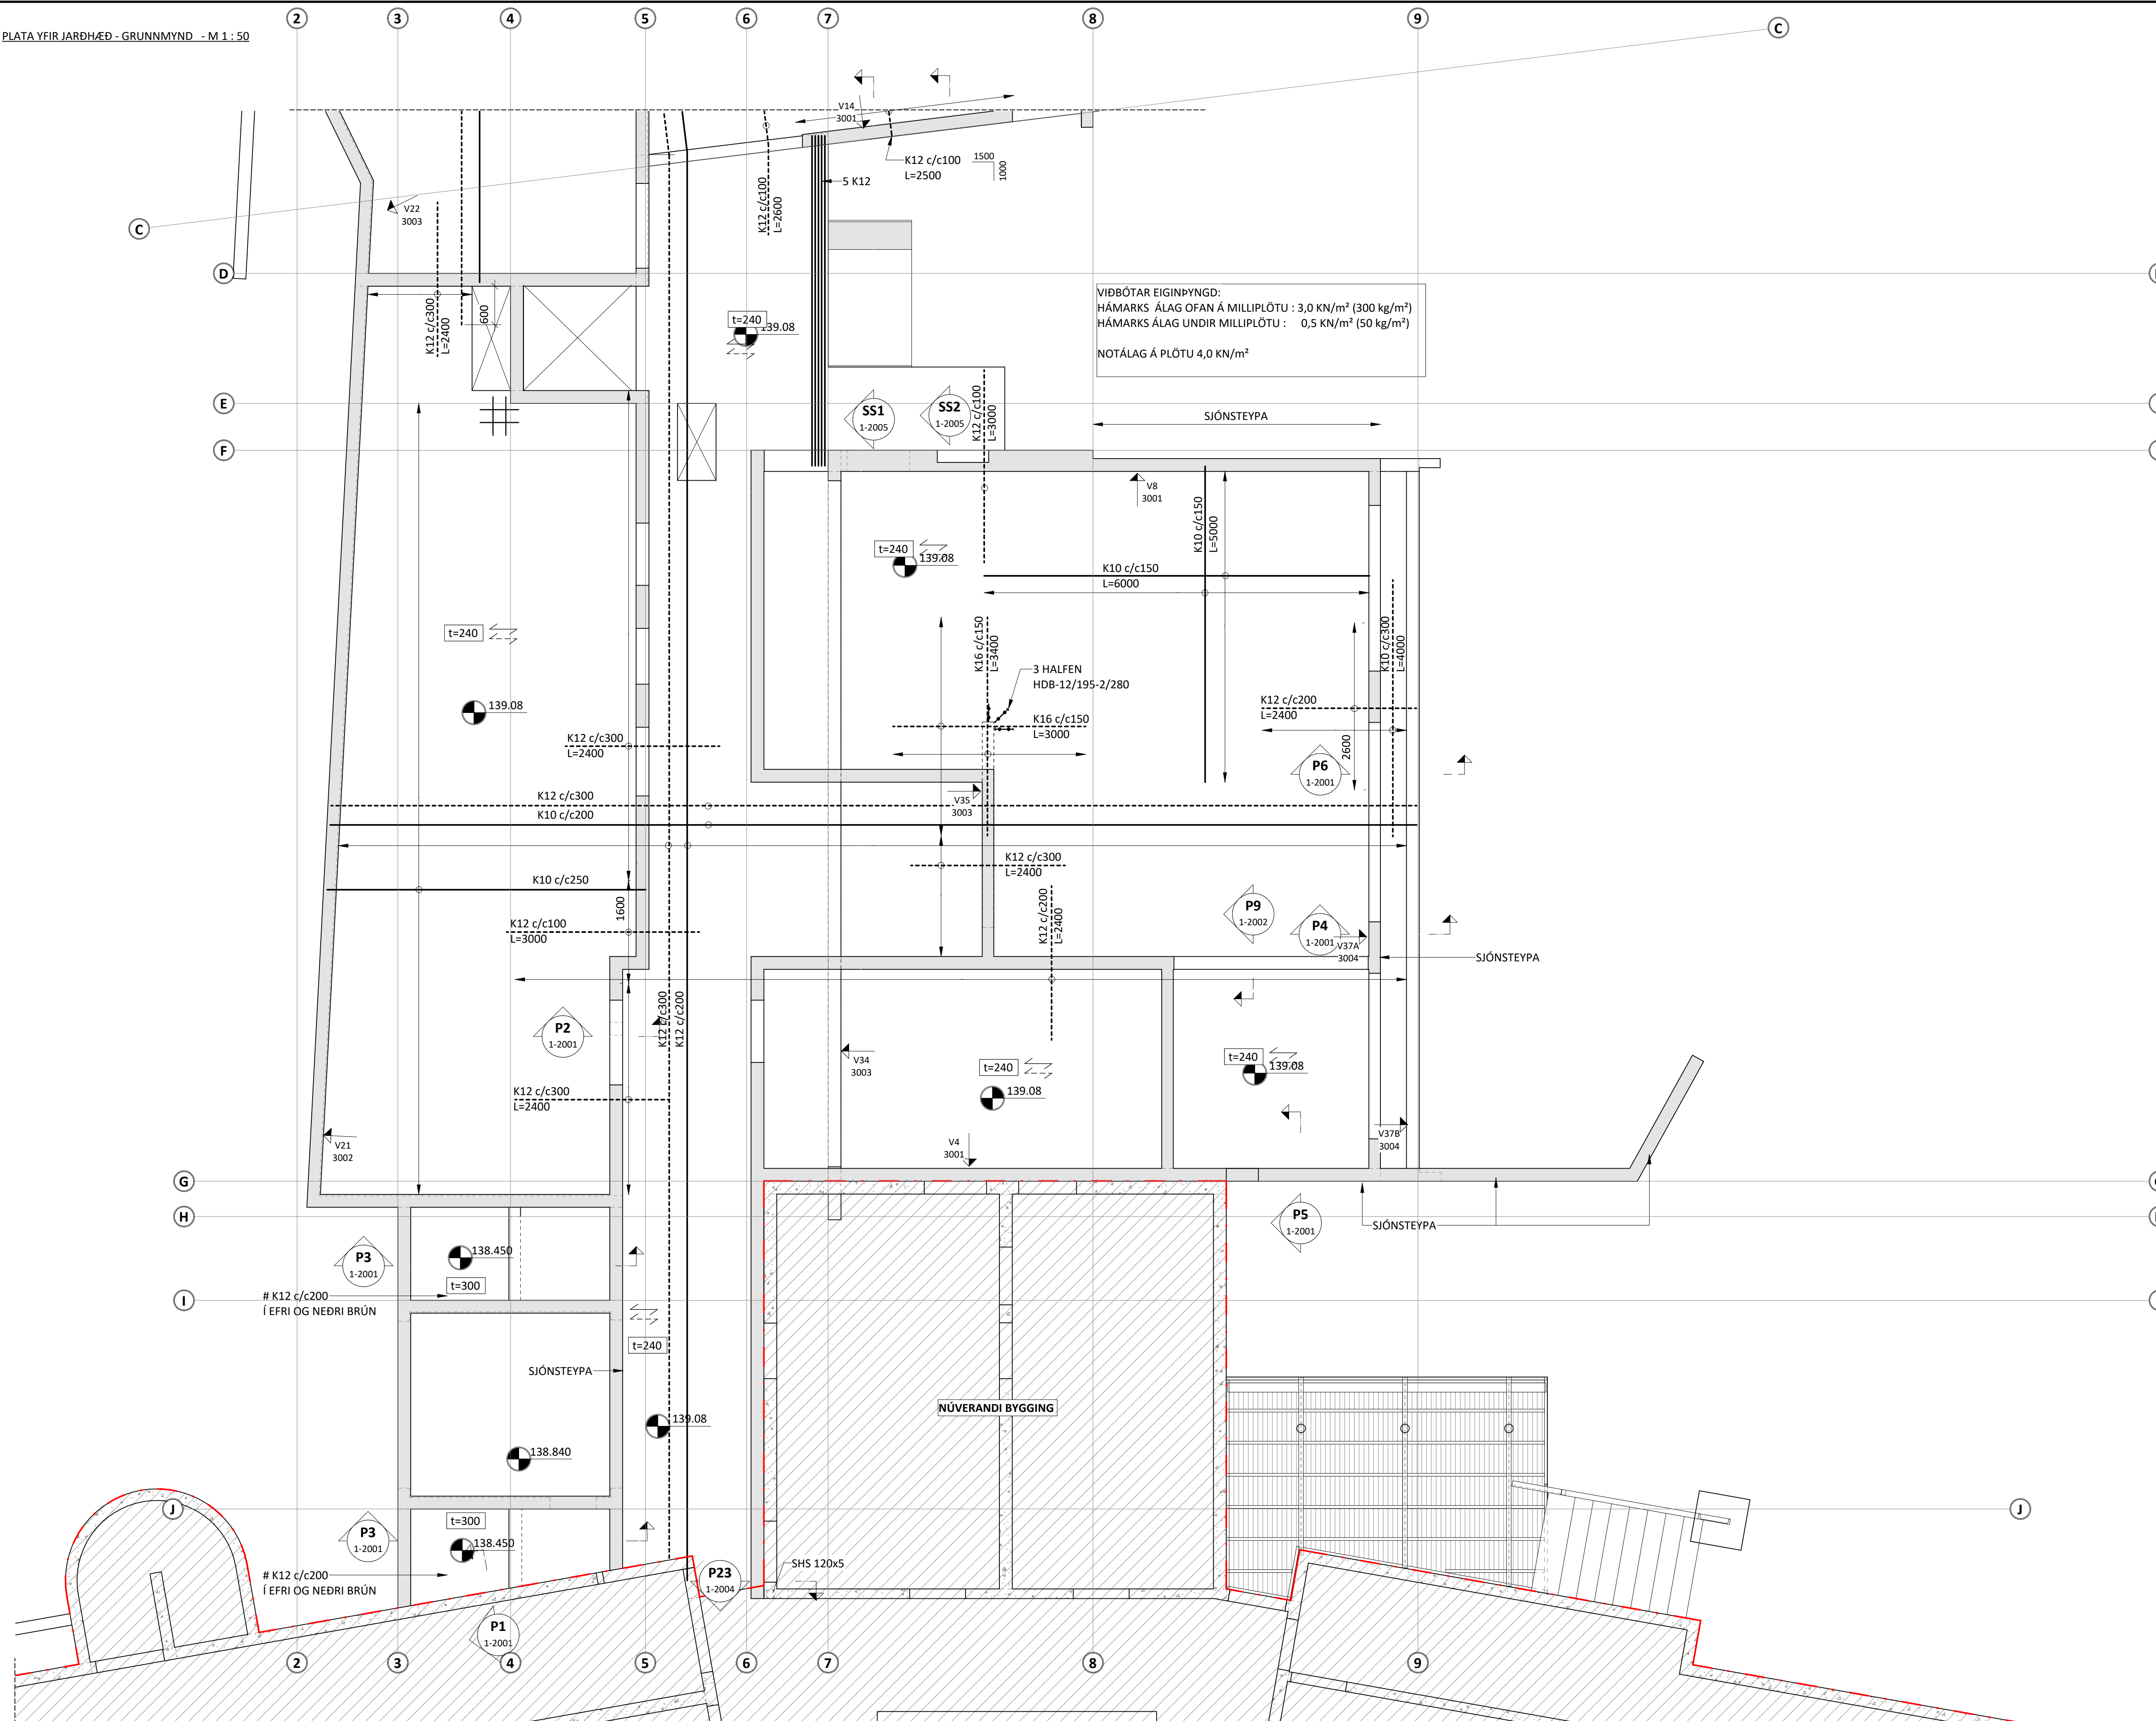 2
3
4
5
6
7
8
9
C
PLATA YFIR JARÐHÆÐ - GRUNNMYND - M 1 : 50
V14
3001
K12 c/c100
L=2500
1500
1000
5 K12
K12 c/c100
L=2600
V22
3003
C
D
K12 c/c300
L=2400
600
t=240
139.08
VIÐBÓTAR EIGINÞYNGD:
HÁMARKS ÁLAG OFAN Á MILLIPLÖTU : 3,0 KN/m² (300 kg/m²)
HÁMARKS ÁLAG UNDIR MILLIPLÖTU : 0,5 KN/m² (50 kg/m²)
NOTÁLAG Á PLÖTU 4,0 KN/m²
E
SS1
1-2005
SS2
1-2005
K12 c/c100
L=3000
SJÓNSTEYPA
F
V8
3001
K10 c/c150
L=5000
t=240
139.08
K10 c/c150
L=6000
t=240
K16 c/c150
L=3400
3 HALFEN
HDB-12/195-2/280
K10 c/c300
L=4000
139.08
K12 c/c200
L=2400
K16 c/c150
L=3000
K12 c/c300
L=2400
2600
P6
1-2001
K12 c/c300
V35
3003
K10 c/c200
K12 c/c300
L=2400
K10 c/c250
1600
K12 c/c100
L=3000
K12 c/c200
L=2400
P9
1-2002
P4
1-2001
V37A
3004
SJÓNSTEYPA
K12 c/c300
K12 c/c200
P2
1-2001
V34
3003
t=240
139.08
t=240
139.08
K12 c/c300
L=2400
V21
3002
V4
3001
V37B
3004
G
H
P5
1-2001
SJÓNSTEYPA
P3
1-2001
138.450
t=300
I
# K12 c/c200
Í EFRI OG NEÐRI BRÚN
t=240
SJÓNSTEYPA
NÚVERANDI BYGGING
139.08
138.840
J
J
P3
1-2001
t=300
138.450
# K12 c/c200
Í EFRI OG NEÐRI BRÚN
P23
1-2004
SHS 120x5
P1
1-2001
2
3
4
5
6
7
8
9